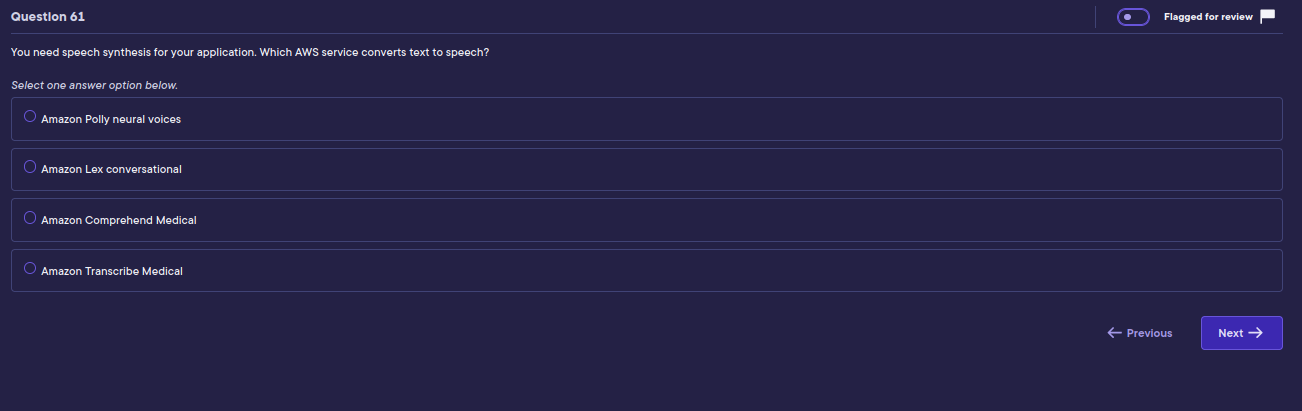 Question 61
Flagged for review
You need speech synthesis for your application. Which AWS service converts text to speech?
Select one answer option below.
Amazon Polly neural voices
Amazon Lex conversational
Amazon Comprehend Medical
Amazon Transcribe Medical
Previous
Next